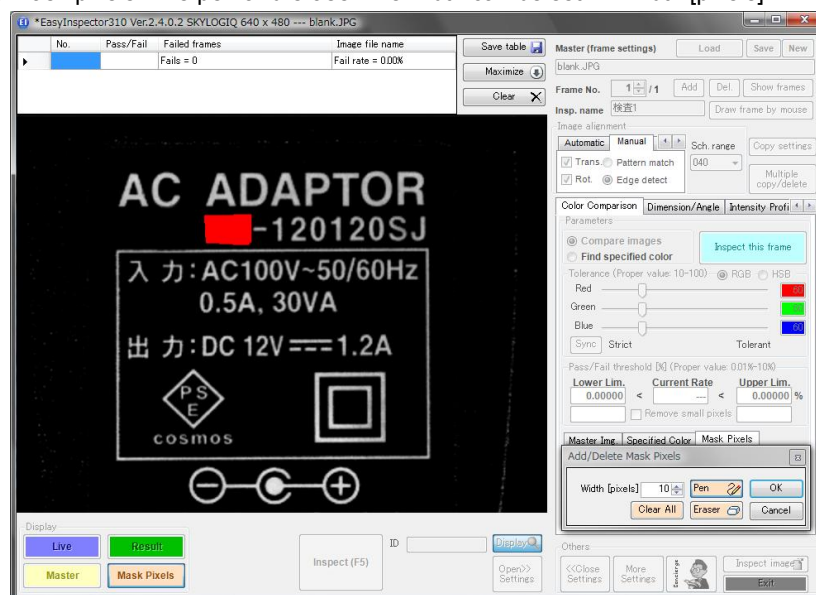 *EasyInspector310 Ver.2.4.0.2 SKYLOGIQ 640 x 480 --- blank.JPG
No. Pass/Fail Failed frames Image file name
Fails = 0 Fail rate = 0.00%
Save table
Maximize
Clear
AC ADAPTOR
-120120SJ
入 力:AC100V~50/60Hz
0.5A, 30VA
出 力:DC 12V 1.2A
PS
E
cosmos
Display
Live
Result
Master
Mask Pixels
Inspect (F5)
ID
Display
Open>>
Settings
Master (frame settings) Load Save New
blank.JPG
Frame No. 1 / 1 Add Del. Show frames
Insp. name 検査1 Draw frame by mouse
Image alignment
Automatic Manual Sch. range Copy settings
Trans. Pattern match 040
Rot. Edge detect Multiple
copy/delete
Color Comparison Dimension/Angle Intensity Profi
Parameters
Compare images
Find specified color
Inspect this frame
Tolerance (Proper value: 10-100) RGB HSB
Red 60
Green 60
Blue 60
Sync Strict Tolerant
Pass/Fail threshold [%] (Proper value: 0.01%-10%)
Lower Lim. Current Rate Upper Lim.
0.00000 < --- < 0.00000 %
Remove small pixels
Master Img. Specified Color Mask Pixels
Add/Delete Mask Pixels
Width [pixels] 10 Pen OK
Clear All Eraser Cancel
Others
<<Close
Settings
More
Settings
Concierge
Inspect image
Exit